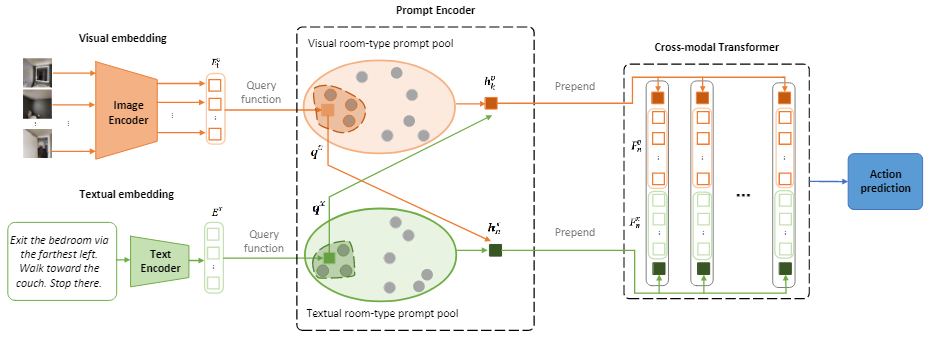 Prompt Encoder
Visual embedding
Visual room-type prompt pool
Cross-modal Transformer
Image
Encoder
Query
function
Prepend
Action
prediction
Textual embedding
Exit the bedroom via
the farthest left.
Walk toward the
couch. Stop there.
Text
Encoder
Query
function
Prepend
Textual room-type prompt pool